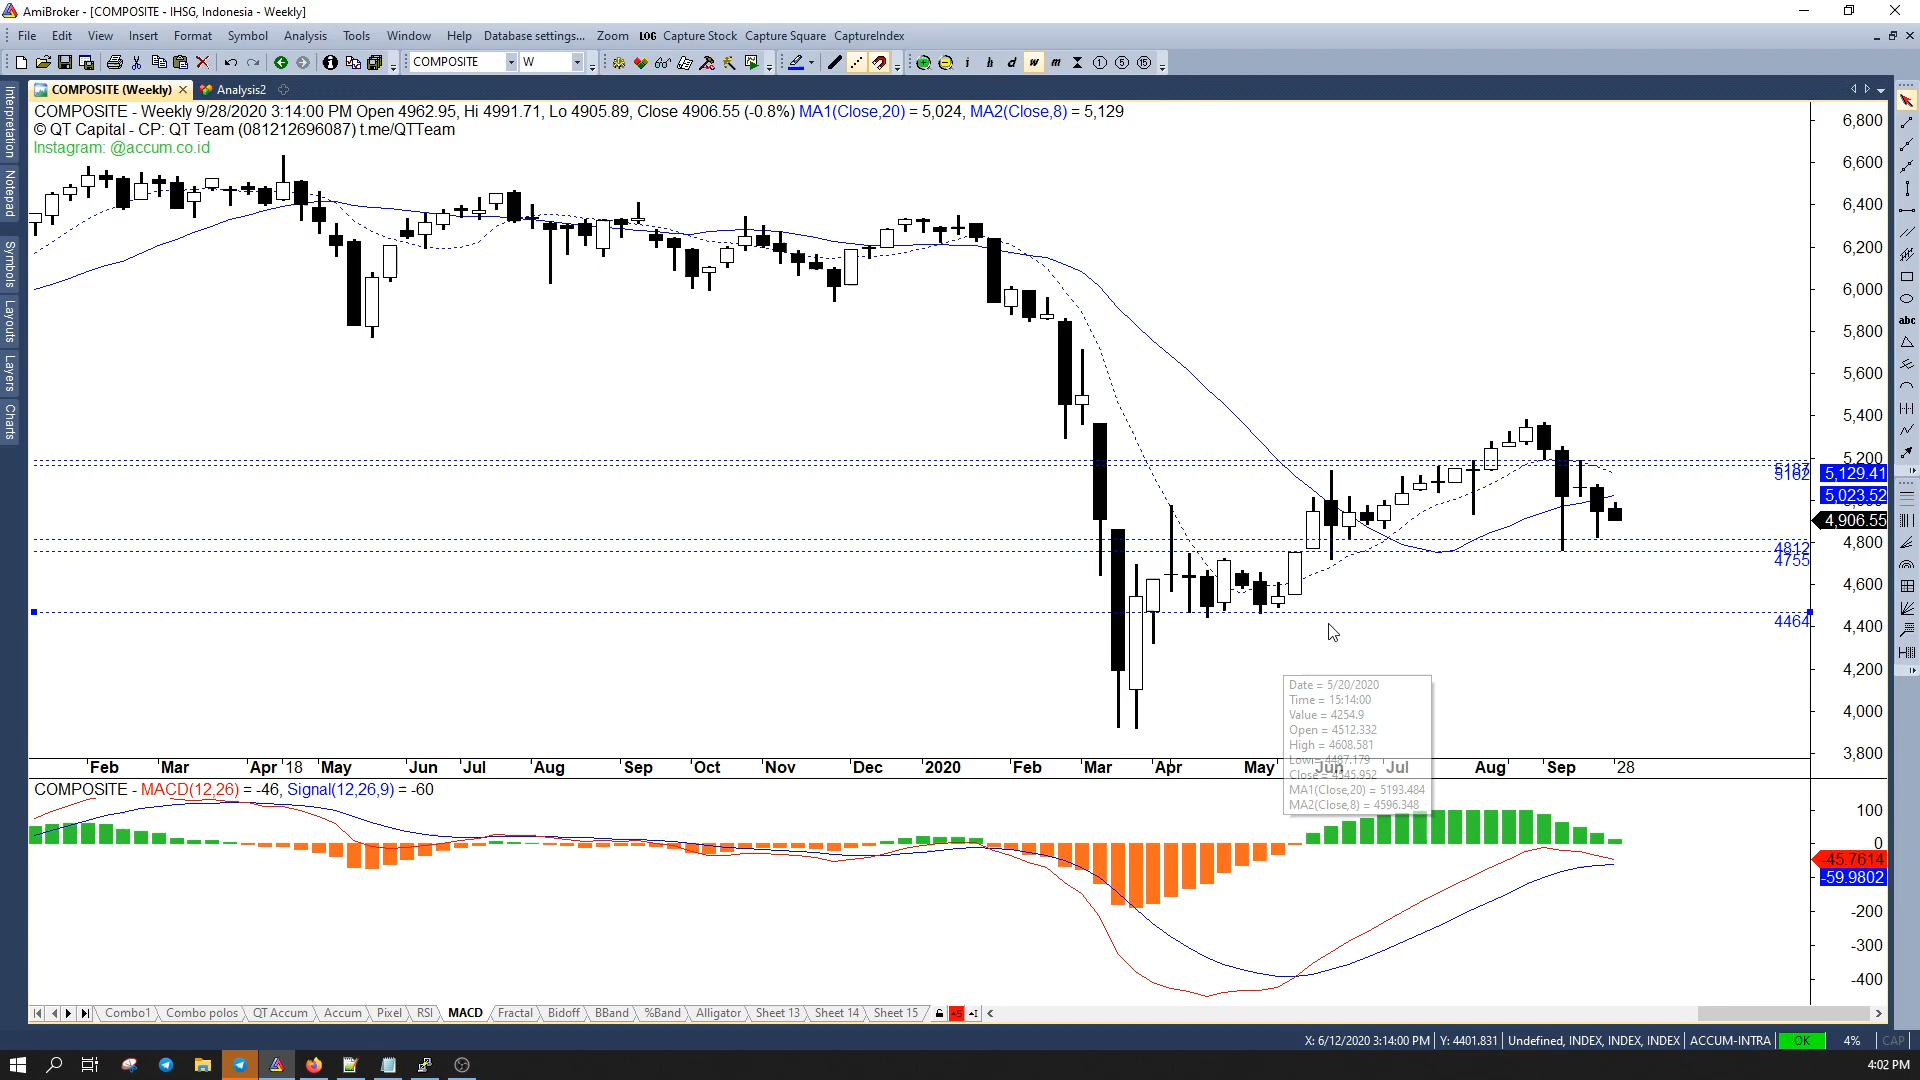 AmiBroker - [COMPOSITE - IHSG, Indonesia - Weekly]
File Edit View Insert Format Symbol Analysis Tools Window Help Database settings... Zoom LOG Capture Stock Capture Square CaptureIndex
COMPOSITE W
COMPOSITE (Weekly) Analysis2
COMPOSITE - Weekly 9/28/2020 3:14:00 PM Open 4962.95, Hi 4991.71, Lo 4905.89, Close 4906.55 (-0.8%) MA1(Close,20) = 5,024, MA2(Close,8) = 5,129
© QT Capital - CP: QT Team (081212696087) t.me/QTTeam
Instagram: @accum.co.id
Interpretation
Notepad
Symbols
Layouts
Layers
Charts
6,800
6,600
6,400
6,200
6,000
5,800
5,600
5,400
5,200
5187
5162
5,129.41
5,023.52
4,906.55
4,800
4812
4755
4,600
4464
4,400
4,200
4,000
3,800
abc
Date = 5/20/2020
Time = 15:14:00
Value = 4254.9
Open = 4512.332
High = 4608.581
Low = 4487.179
Close = 4545.952
MA1(Close,20) = 5193.484
MA2(Close,8) = 4596.348
Feb Mar Apr 18 May Jun Jul Aug Sep Oct Nov Dec 2020 Feb Mar Apr May Jun Jul Aug Sep 28
COMPOSITE - MACD(12,26) = -46, Signal(12,26,9) = -60
100
0
-45.7614
-59.9802
-200
-300
-400
Combo1 Combo polos QT Accum Accum Pixel RSI MACD Fractal Bidoff BBand %Band Alligator Sheet 13 Sheet 14 Sheet 15
X: 6/12/2020 3:14:00 PM Y: 4401.831 Undefined, INDEX, INDEX, INDEX ACCUM-INTRA OK 4% CAP
4:02 PM